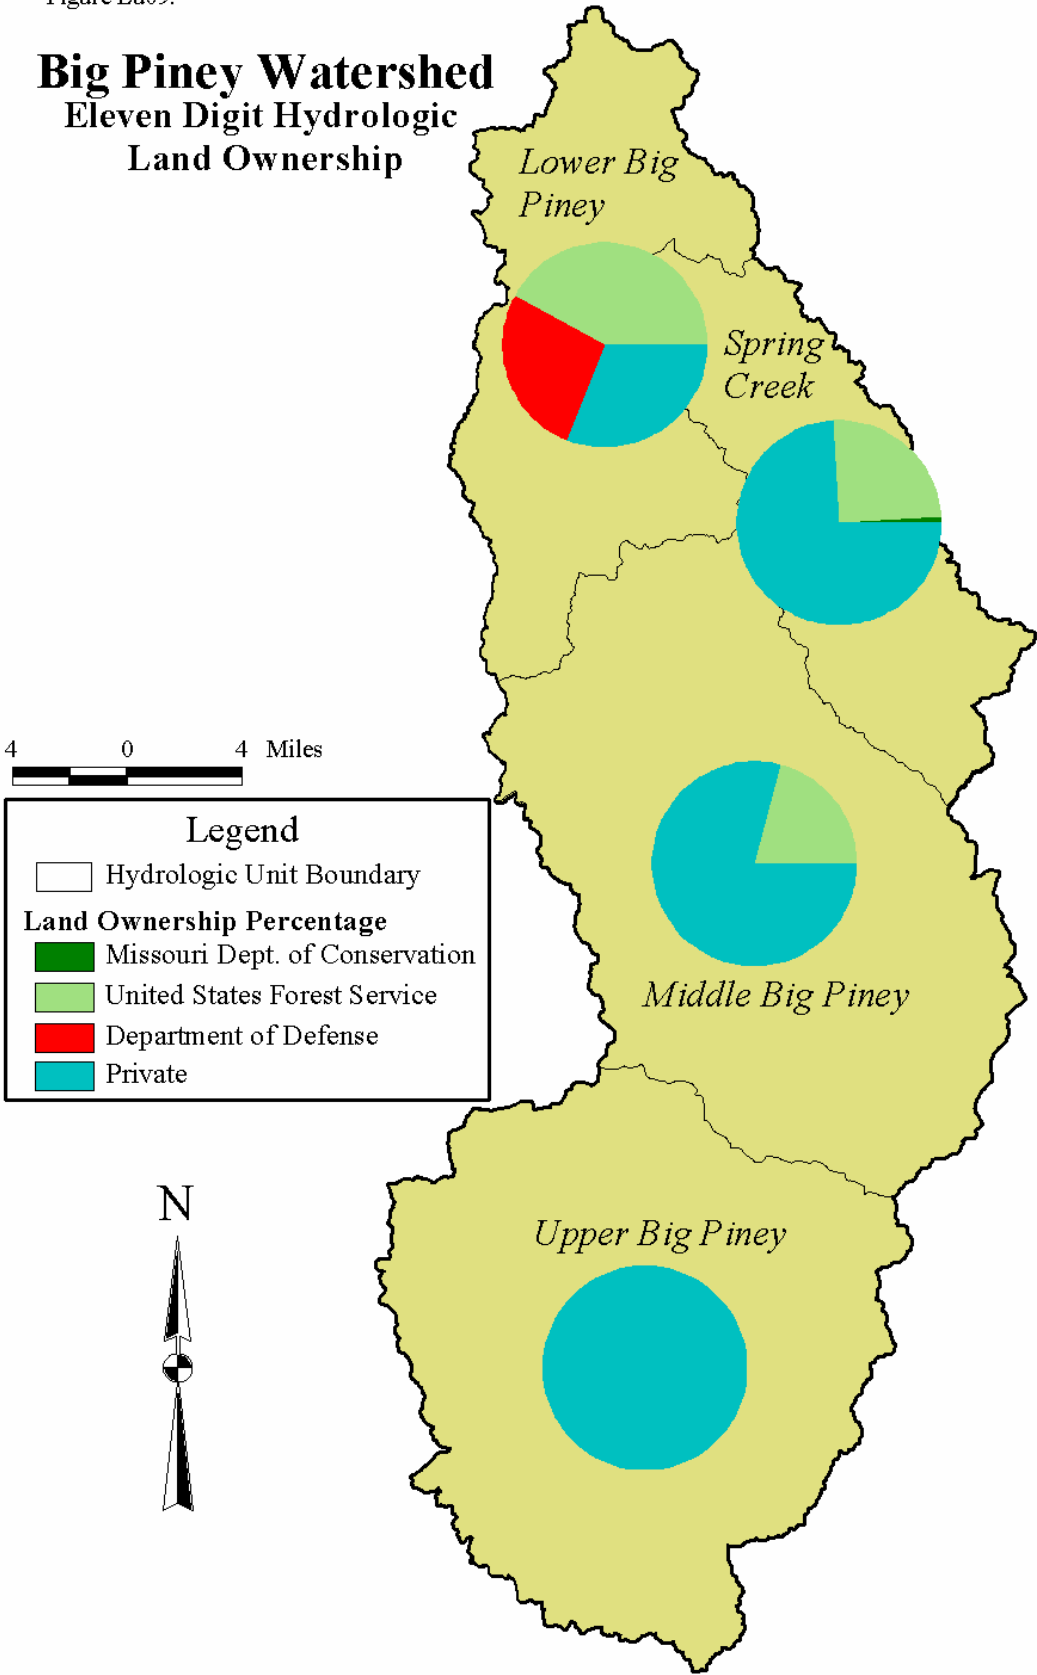 Big Piney Watershed
Eleven Digit Hydrologic
Land Ownership
Lower Big
Piney
Spring
Creek
4 0 4 Miles
Legend
Hydrologic Unit Boundary
Land Ownership Percentage
Missouri Dept. of Conservation
United States Forest Service
Department of Defense
Private
Middle Big Piney
N
Upper Big Piney